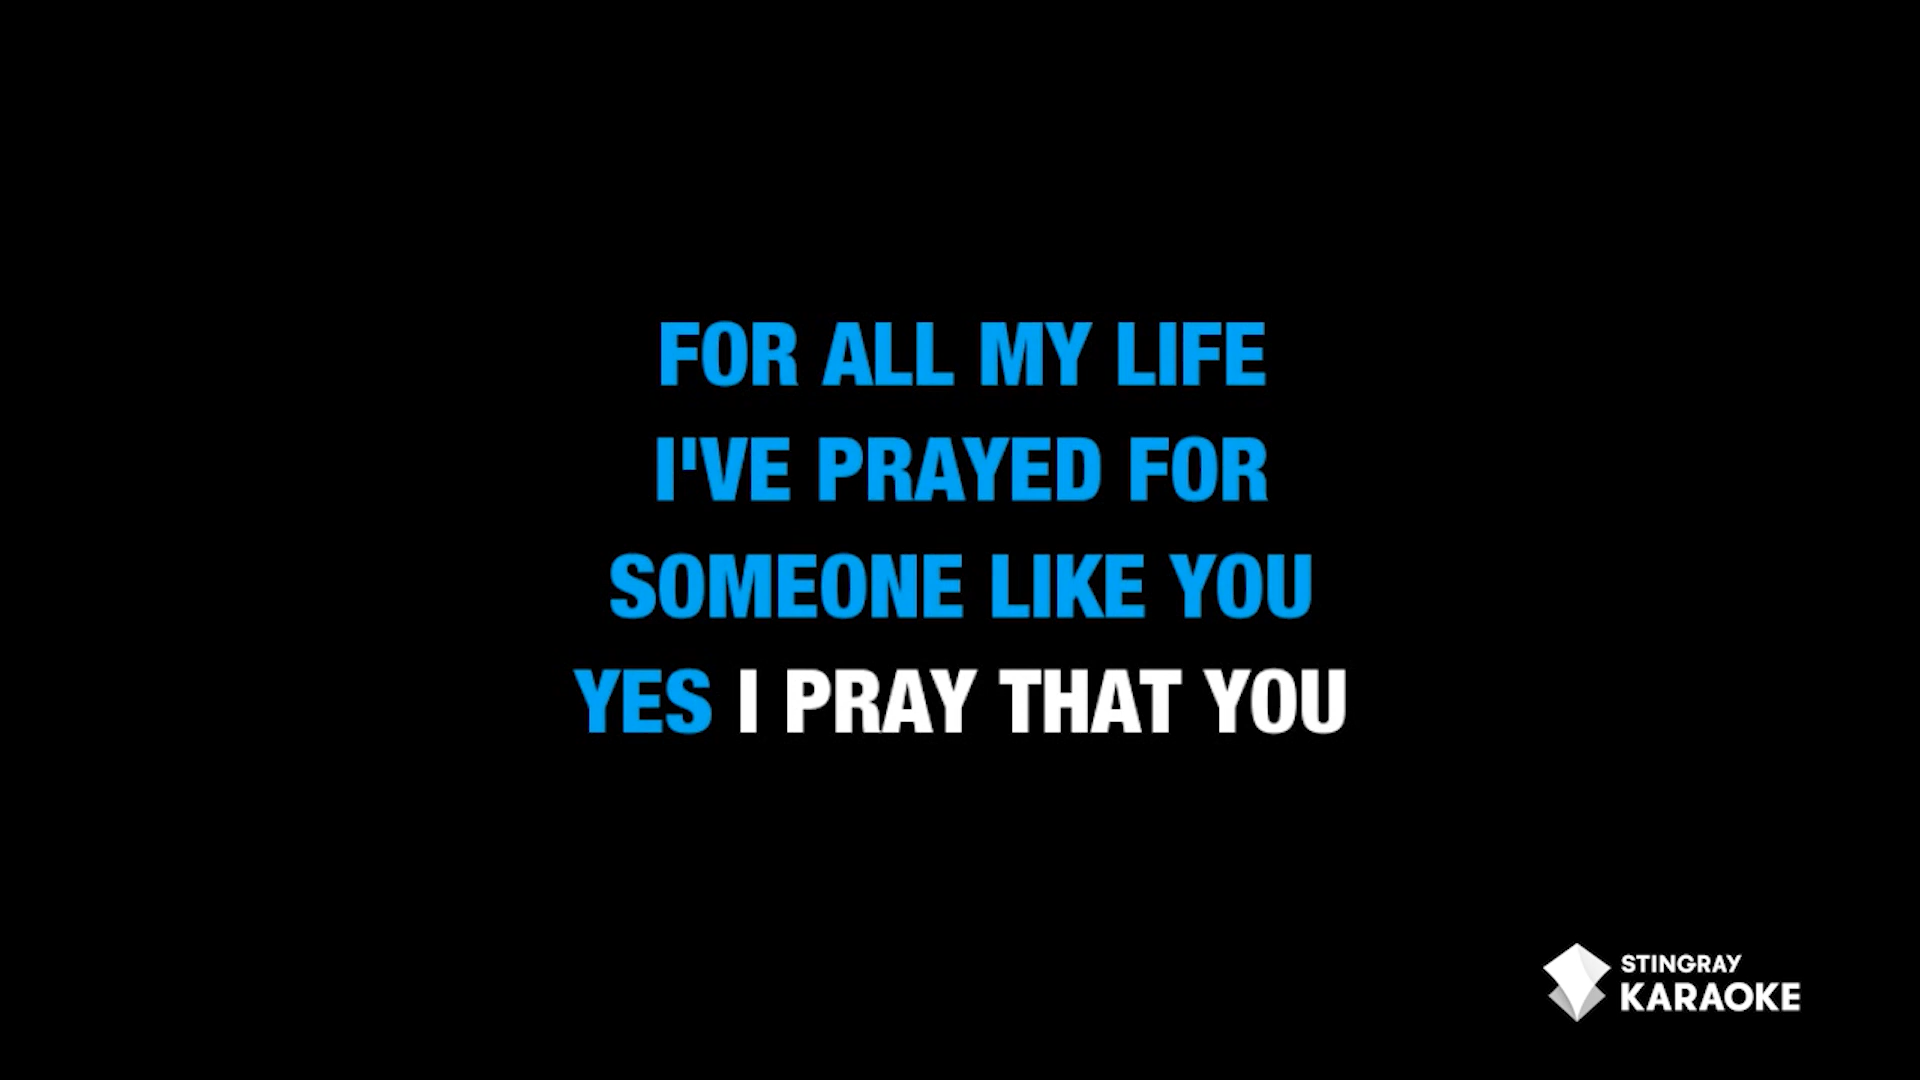 FOR ALL MY LIFE
I'VE PRAYED FOR
SOMEONE LIKE YOU
YES I PRAY THAT YOU
STINGRAY
KARAOKE